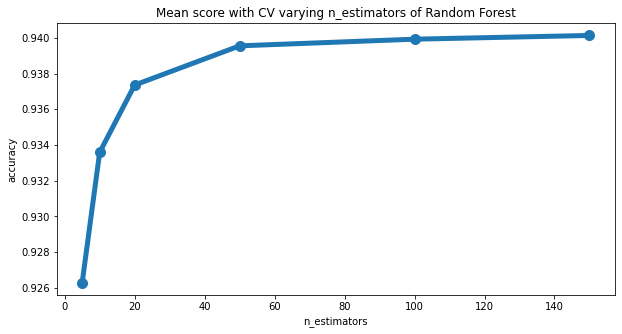 Mean score with CV varying n_estimators of Random Forest
0.940
0.938
0.936
0.934
0.932
0.930
0.928
0.926
accuracy
0 20 40 60 80 100 120 140
n_estimators